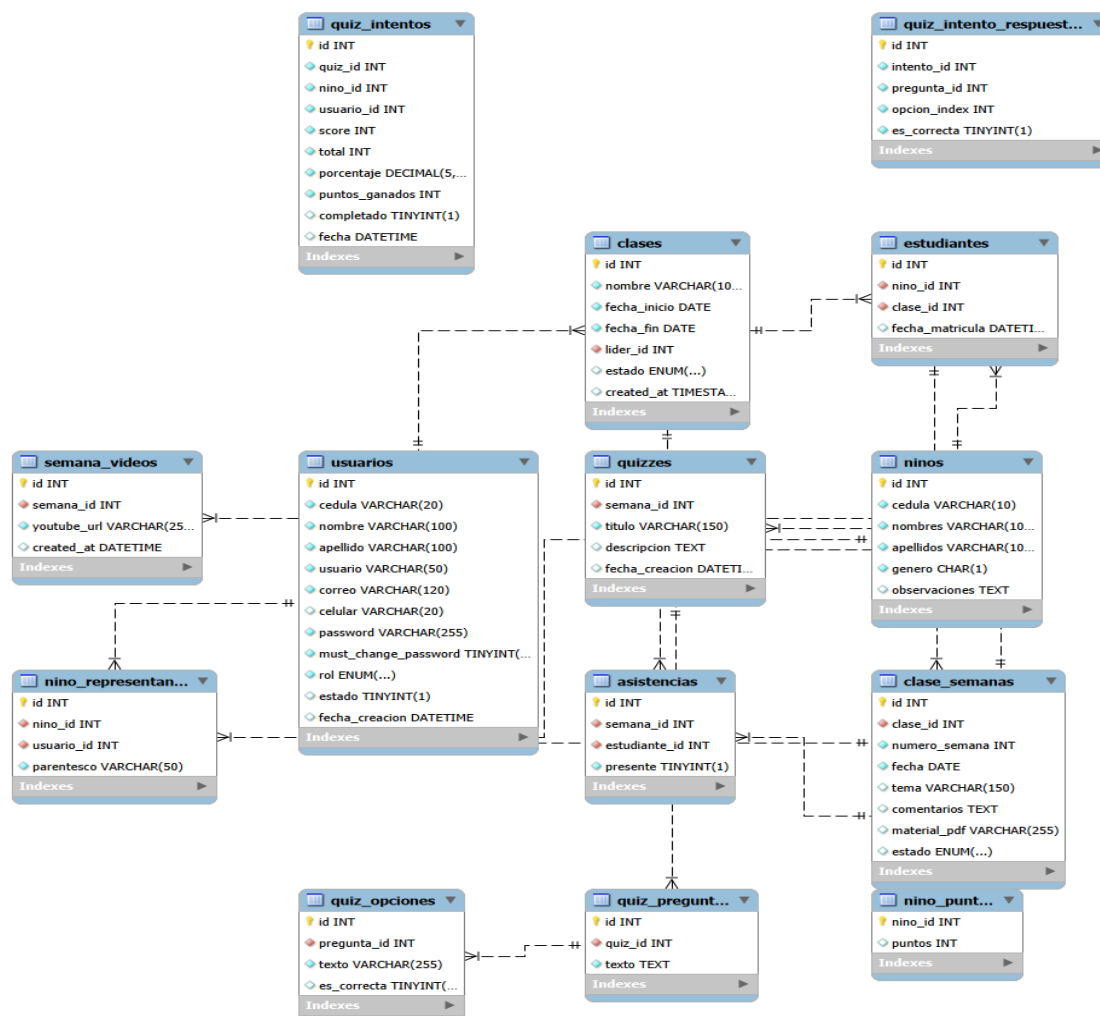 quiz_intentos
id INT
quiz_id INT
nino_id INT
usuario_id INT
score INT
total INT
porcentaje DECIMAL(5,...
puntos_ganados INT
completado TINYINT(1)
fecha DATETIME
Indexes
quiz_intento_respuest...
id INT
intento_id INT
pregunta_id INT
opcion_index INT
es_correcta TINYINT(1)
Indexes
clases
id INT
nombre VARCHAR(10...
fecha_inicio DATE
fecha_fin DATE
lider_id INT
estado ENUM(...)
created_at TIMESTA...
Indexes
estudiantes
id INT
nino_id INT
clase_id INT
fecha_matricula DATETI...
Indexes
semana_videos
id INT
semana_id INT
youtube_url VARCHAR(25...
created_at DATETIME
Indexes
usuarios
id INT
cedula VARCHAR(20)
nombre VARCHAR(100)
apellido VARCHAR(100)
usuario VARCHAR(50)
correo VARCHAR(120)
celular VARCHAR(20)
password VARCHAR(255)
must_change_password TINYINT(...
rol ENUM(...)
estado TINYINT(1)
fecha_creacion DATETIME
Indexes
quizzes
id INT
semana_id INT
titulo VARCHAR(150)
descripcion TEXT
fecha_creacion DATETI...
Indexes
ninos
id INT
cedula VARCHAR(10)
nombres VARCHAR(10...
apellidos VARCHAR(10...
genero CHAR(1)
observaciones TEXT
Indexes
nino_representan...
id INT
nino_id INT
usuario_id INT
parentesco VARCHAR(50)
Indexes
asistencias
id INT
semana_id INT
estudiante_id INT
presente TINYINT(1)
Indexes
clase_semanas
id INT
clase_id INT
numero_semana INT
fecha DATE
tema VARCHAR(150)
comentarios TEXT
material_pdf VARCHAR(255)
estado ENUM(...)
Indexes
quiz_opciones
id INT
pregunta_id INT
texto VARCHAR(255)
es_correcta TINYINT(...
Indexes
quiz_pregunt...
id INT
quiz_id INT
texto TEXT
Indexes
nino_punt...
nino_id INT
puntos INT
Indexes